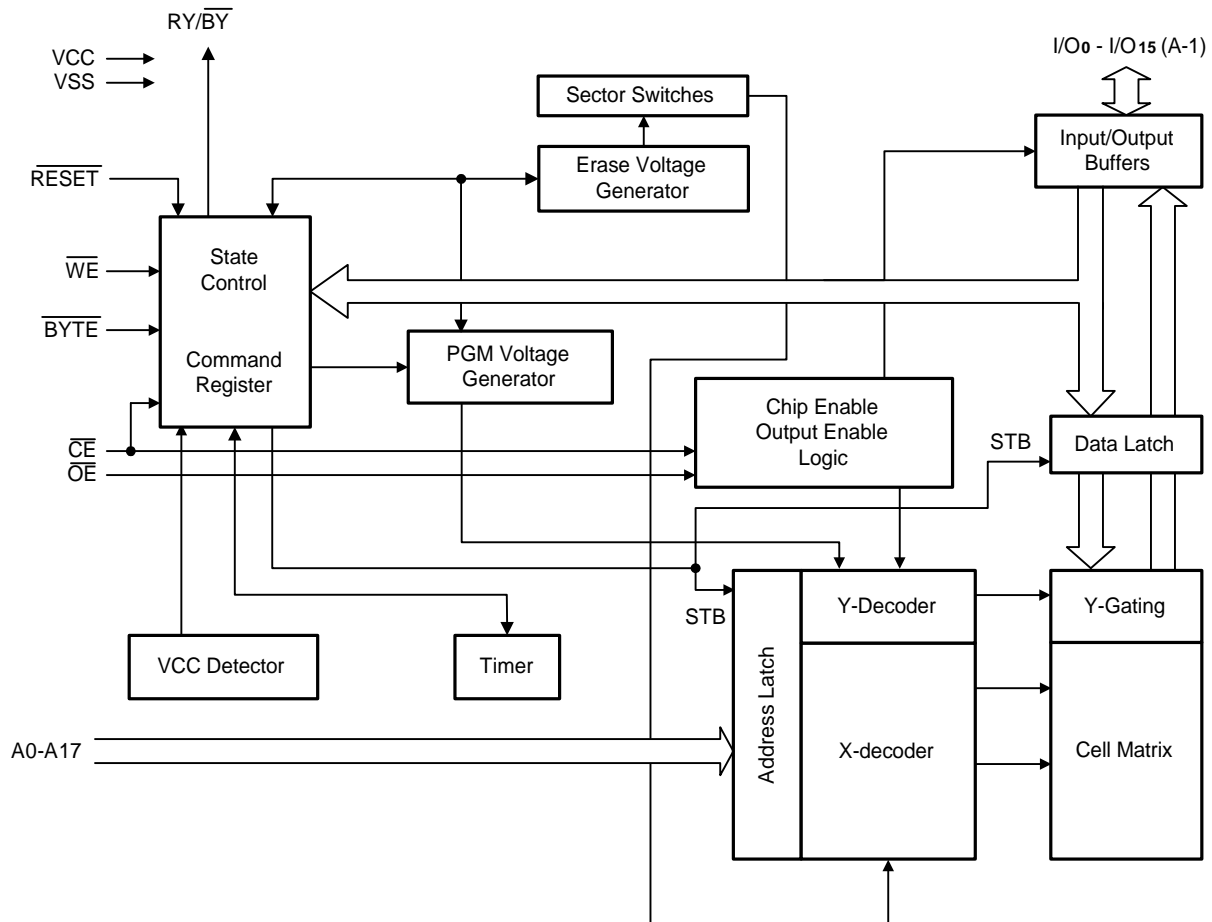 RY/BY
VCC
VSS
I/O0 - I/O15 (A-1)
Sector Switches
Input/Output
Buffers
Erase Voltage
Generator
RESET
State
Control
WE
BYTE
PGM Voltage
Generator
Command
Register
Chip Enable
Output Enable
Logic
CE
OE
STB
Data Latch
STB
Address Latch
Y-Decoder
Y-Gating
VCC Detector
Timer
A0-A17
X-decoder
Cell Matrix